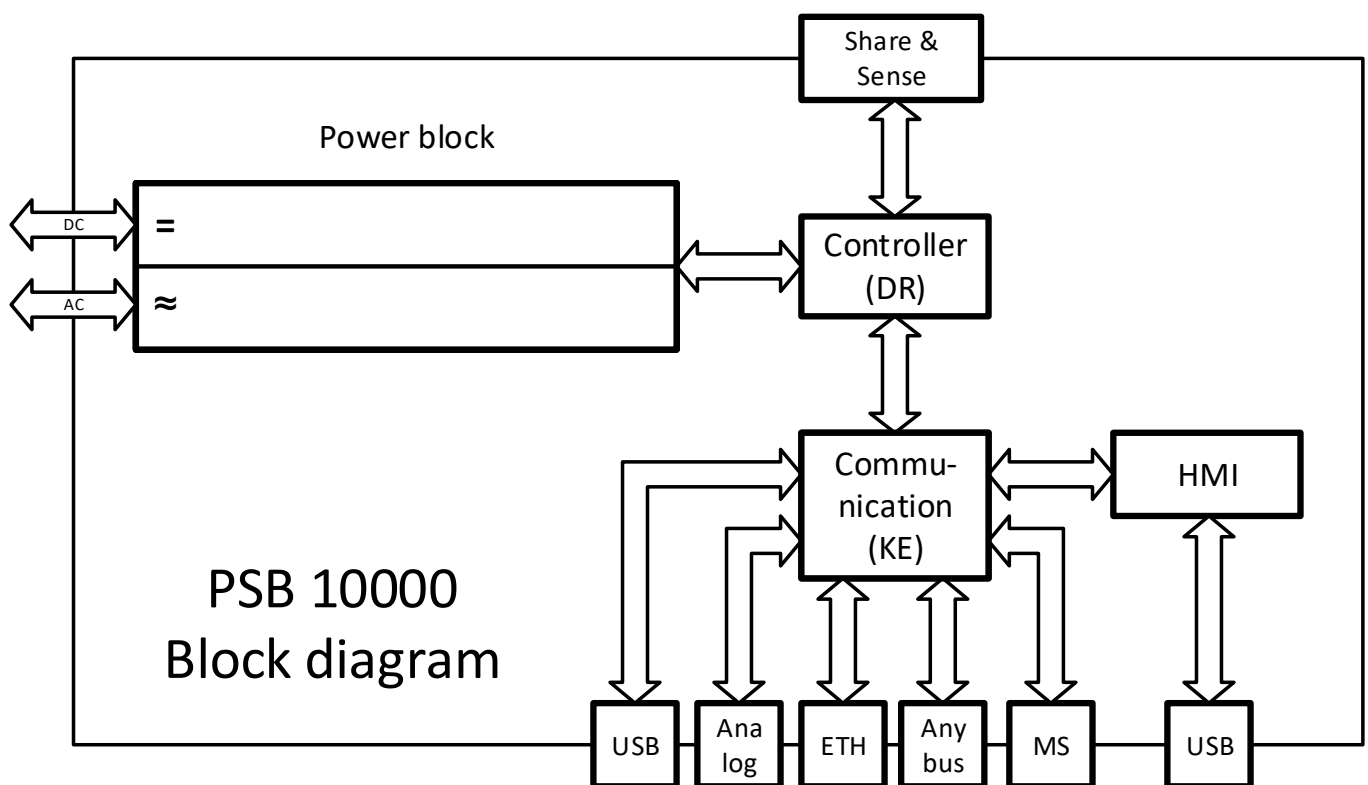 Share &
Sense
Power block
DC
=
Controller
(DR)
AC
≈
Commu-
nication
(KE)
HMI
PSB 10000
Block diagram
USB
Ana
log
ETH
Any
bus
MS
USB